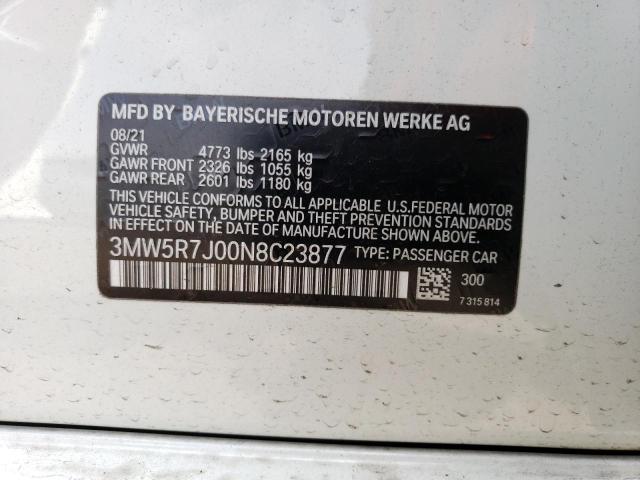 MFD BY BAYERISCHE MOTOREN WERKE AG
08/21
GVWR 4773 lbs 2165 kg
GAWR FRONT 2326 lbs 1055 kg
GAWR REAR 2601 lbs 1180 kg
THIS VEHICLE CONFORMS TO ALL APPLICABLE U.S.FEDERAL MOTOR
VEHICLE SAFETY, BUMPER AND THEFT PREVENTION STANDARDS
IN EFFECT ON THE DATE OF MANUFACTURE SHOWN ABOVE.
3MW5R7J00N8C23877 TYPE: PASSENGER CAR
300
7 315 814